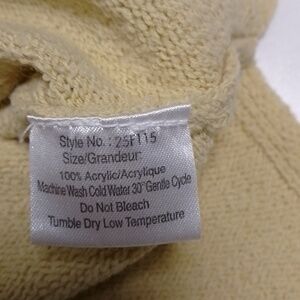 Style No.: 25F115
Size/Grandeur:
100% Acrylic/Acrylique
Machine Wash Cold Water 30° Gentle Cycle
Do Not Bleach
Tumble Dry Low Temperature